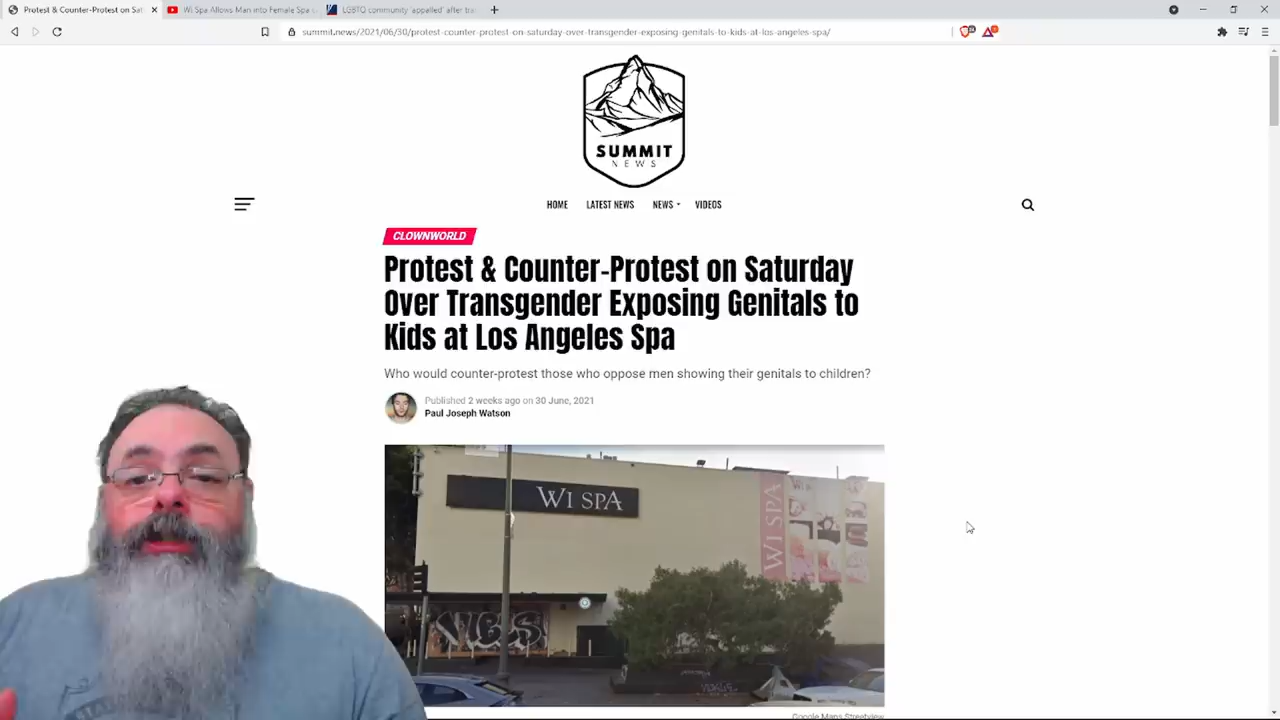 Protest & Counter-Protest on Sat
Wi Spa Allows Man into Female Spa
LGBTQ community 'appalled' after tra
summit.news/2021/06/30/protest-counter-protest-on-saturday-over-transgender-exposing-genitals-to-kids-at-los-angeles-spa/
SUMMIT
NEWS
HOME
LATEST NEWS
NEWS
VIDEOS
CLOWNWORLD
Protest & Counter-Protest on Saturday
Over Transgender Exposing Genitals to
Kids at Los Angeles Spa
Who would counter-protest those who oppose men showing their genitals to children?
Published 2 weeks ago on 30 June, 2021
Paul Joseph Watson
WI SPA
WI SPA
VIBES
Google Maps Streetview